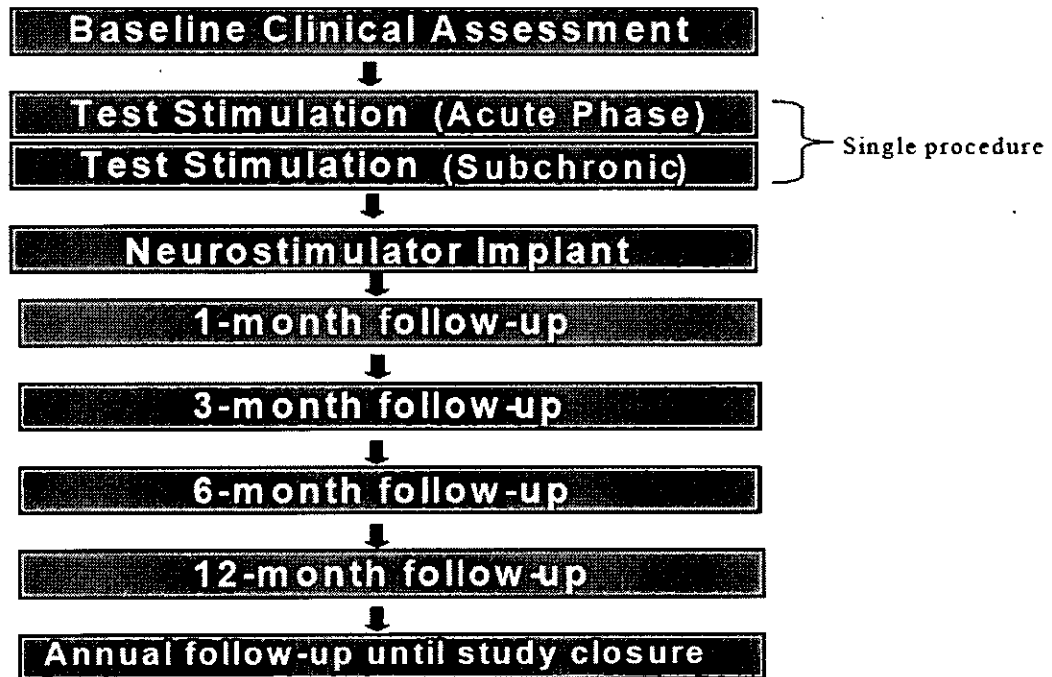 Baseline Clinical Assessment
Test Stimulation (Acute Phase)
Test Stimulation (Subchronic)
Single procedure
Neurostimulator Implant
1-month follow-up
3-month follow-up
6-month follow-up
12-month follow-up
Annual follow-up until study closure